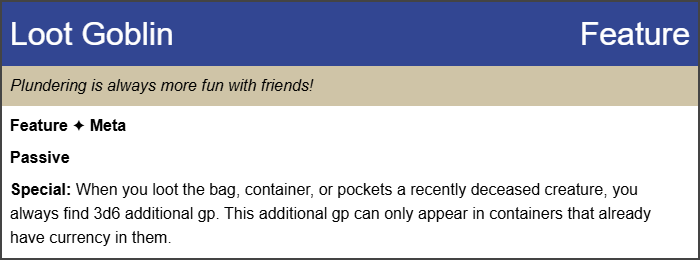 Loot Goblin Feature
Plundering is always more fun with friends!
Feature ✦ Meta
Passive
Special: When you loot the bag, container, or pockets a recently deceased creature, you
always find 3d6 additional gp. This additional gp can only appear in containers that already
have currency in them.